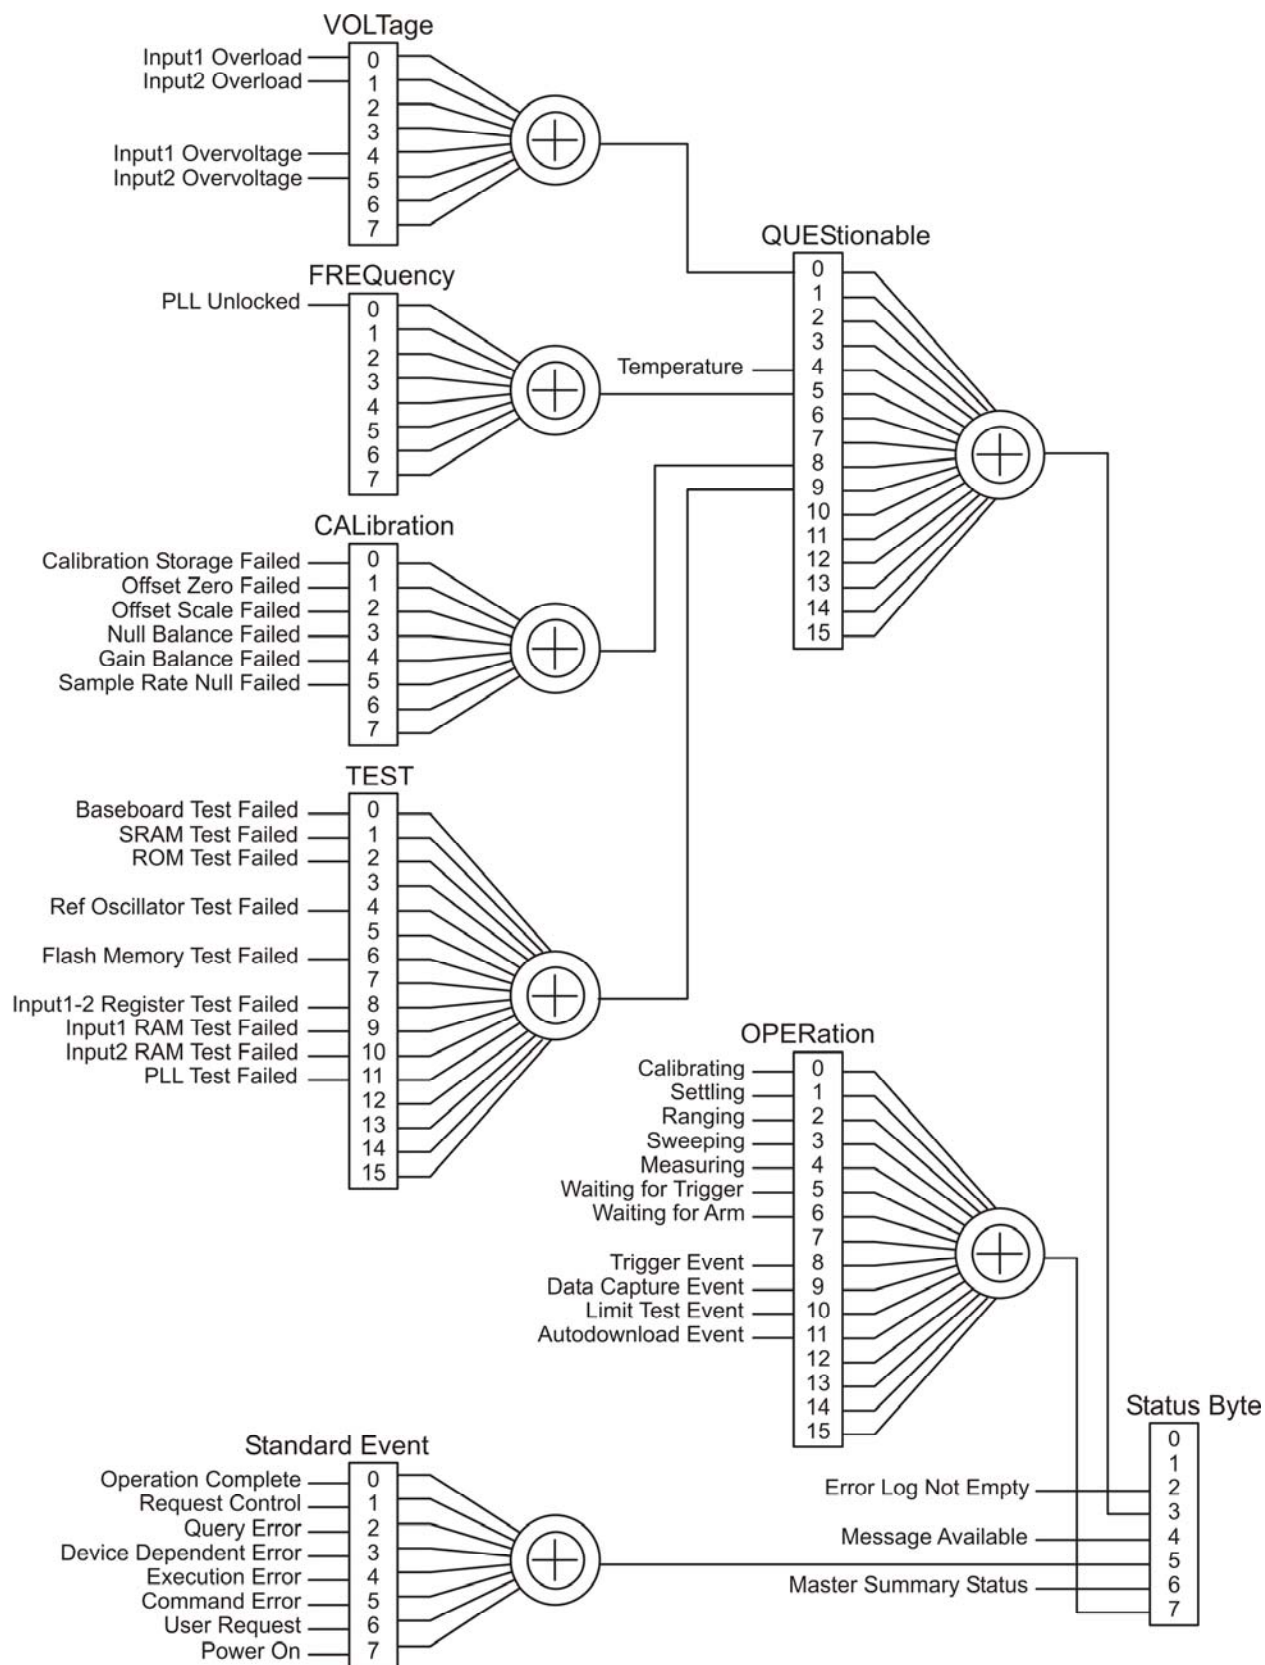 VOLTage
Input1 Overload 0
Input2 Overload 1
2
3
Input1 Overvoltage 4
Input2 Overvoltage 5
6
7
FREQuency
PLL Unlocked 0
1
2
3
4
5
6
7
CALibration
Calibration Storage Failed 0
Offset Zero Failed 1
Offset Scale Failed 2
Null Balance Failed 3
Gain Balance Failed 4
Sample Rate Null Failed 5
6
7
TEST
Baseboard Test Failed 0
SRAM Test Failed 1
ROM Test Failed 2
3
Ref Oscillator Test Failed 4
5
Flash Memory Test Failed 6
7
Input1-2 Register Test Failed 8
Input1 RAM Test Failed 9
Input2 RAM Test Failed 10
PLL Test Failed 11
12
13
14
15
QUEStionable
0
1
2
3
Temperature 4
5
6
7
8
9
10
11
12
13
14
15
OPERation
Calibrating 0
Settling 1
Ranging 2
Sweeping 3
Measuring 4
Waiting for Trigger 5
Waiting for Arm 6
7
Trigger Event 8
Data Capture Event 9
Limit Test Event 10
Autodownload Event 11
12
13
14
15
Standard Event
Operation Complete 0
Request Control 1
Query Error 2
Device Dependent Error 3
Execution Error 4
Command Error 5
User Request 6
Power On 7
Status Byte
0
1
Error Log Not Empty 2
3
Message Available 4
5
Master Summary Status 6
7